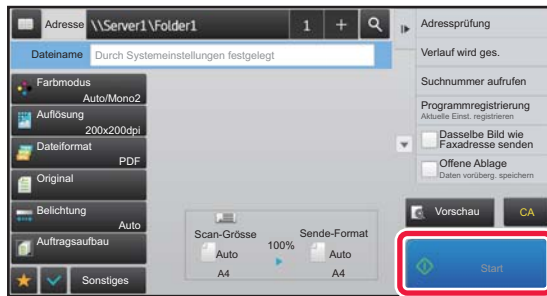 Adresse \\Server1\Folder1 1 +
Dateiname Durch Systemeinstellungen festgelegt
Farbmodus
Auto/Mono2
Auflösung
200x200dpi
Dateiformat
PDF
Original
Belichtung
Auto
Auftragsaufbau
Sonstiges
Scan-Grösse
Auto
A4
100%
Sende-Format
Auto
A4
Adressprüfung
Verlauf wird ges.
Suchnummer aufrufen
Programmregistrierung
Aktuelle Einst. registrieren
Dasselbe Bild wie
Faxadresse senden
Offene Ablage
Daten vorüberg. speichern
Vorschau CA
Start